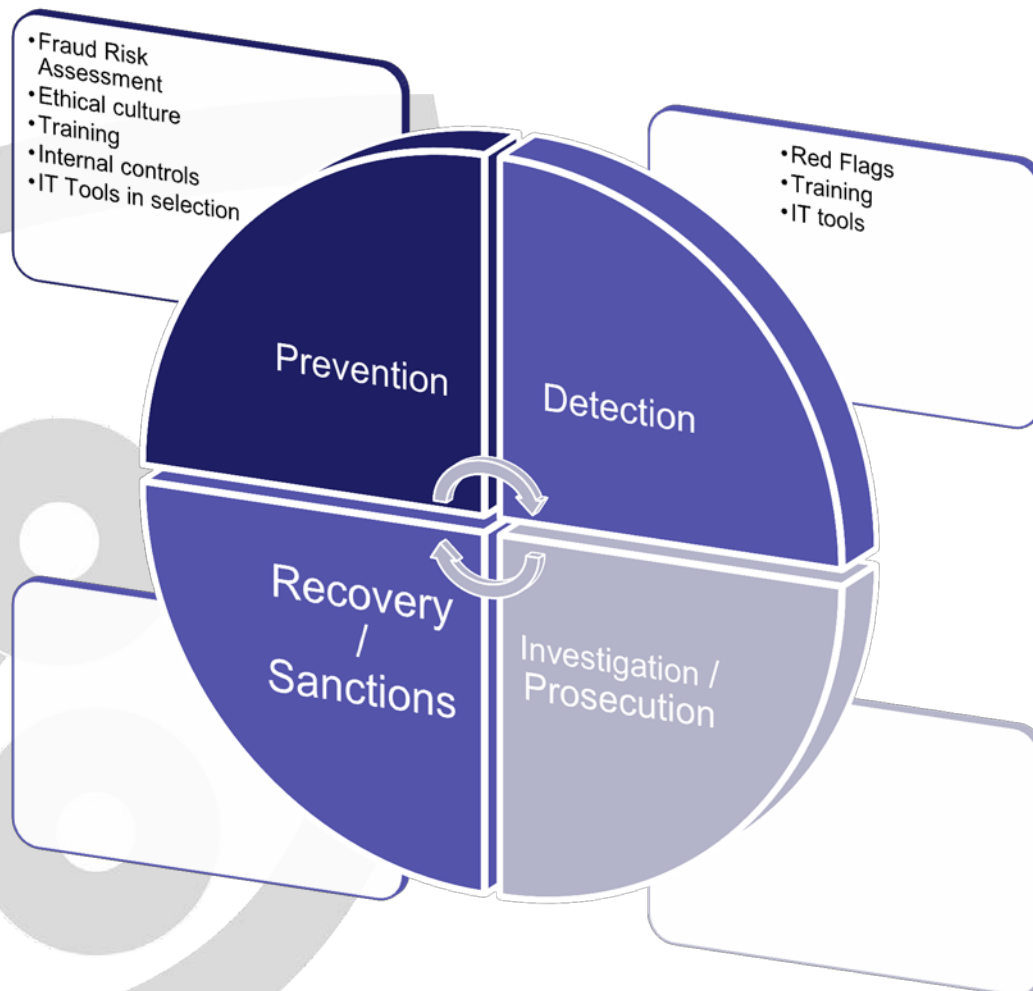 •Fraud Risk
Assessment
•Ethical culture
•Training
•Internal controls
•IT Tools in selection
•Red Flags
•Training
•IT tools
Prevention
Detection
Recovery
/
Sanctions
Investigation /
Prosecution